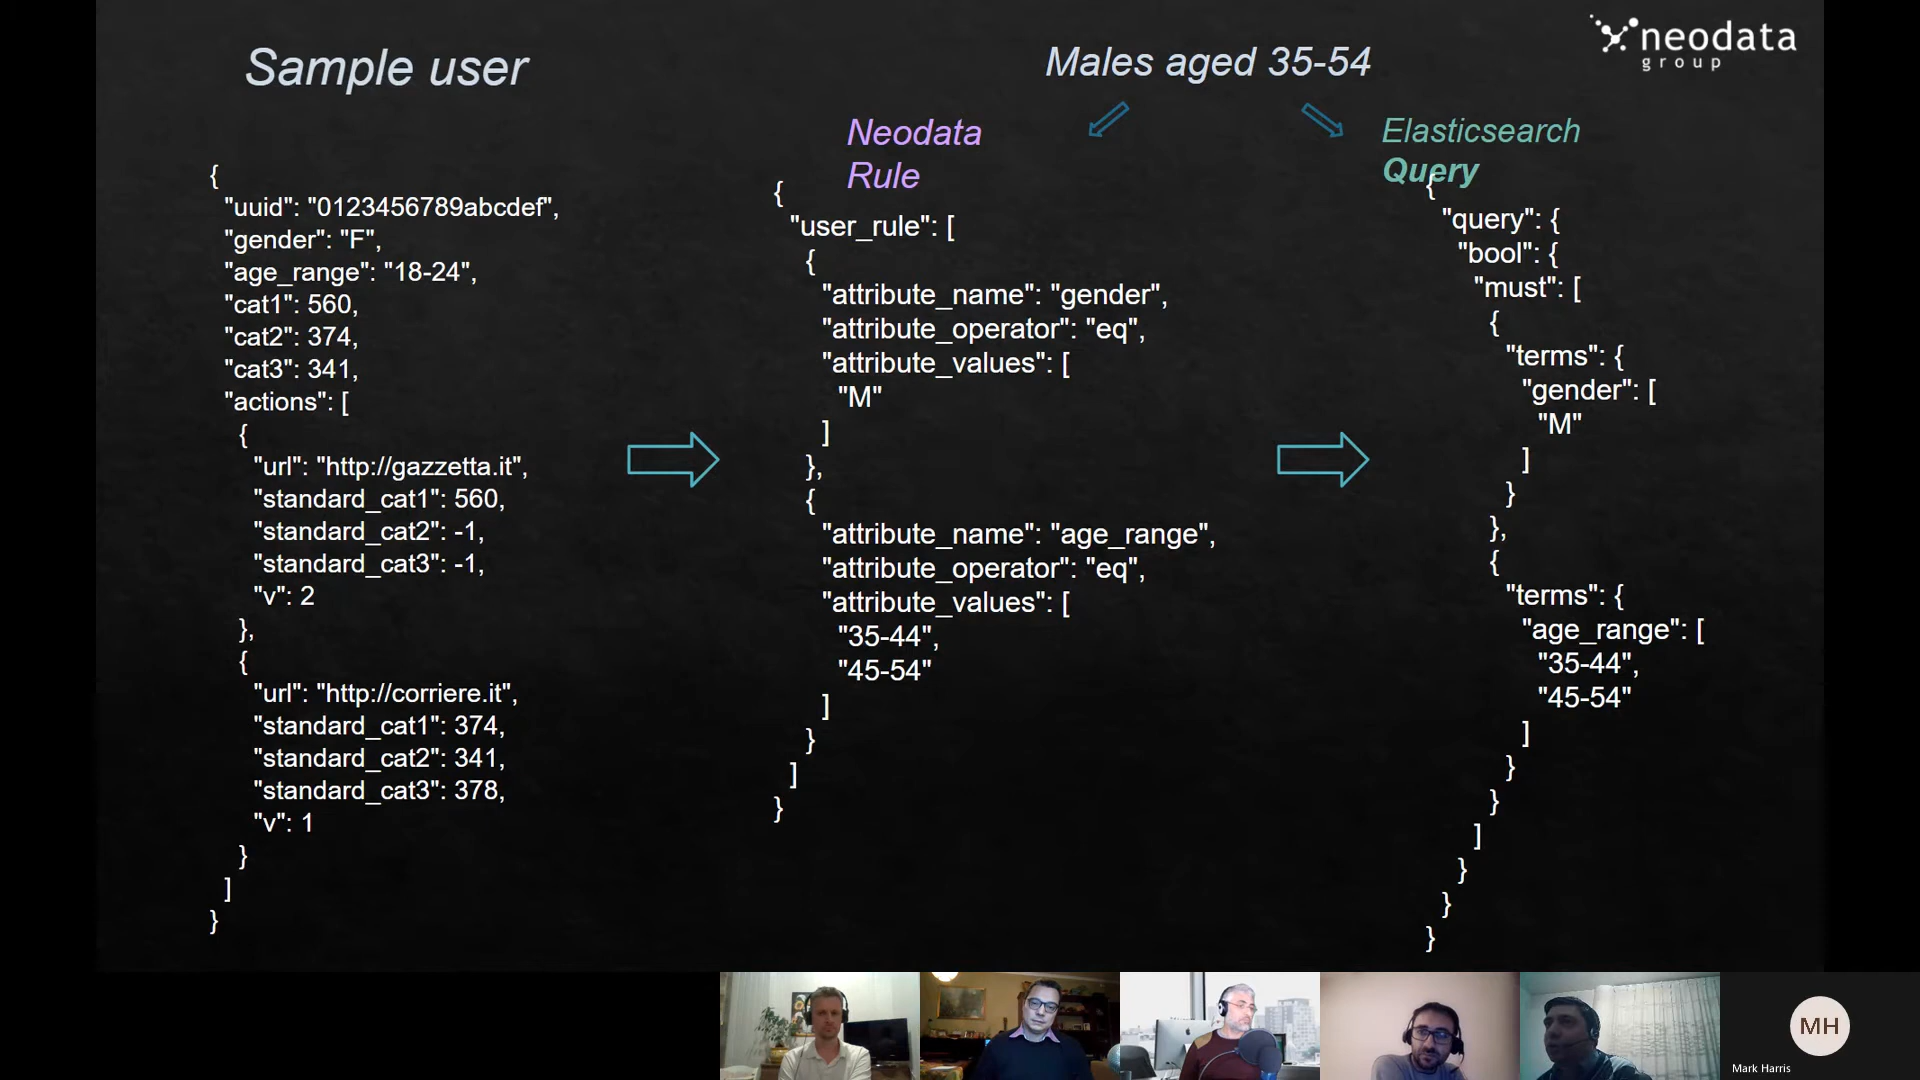 Sample user
{
"uuid": "0123456789abcdef",
"gender": "F",
"age_range": "18-24",
"cat1": 560,
"cat2": 374,
"cat3": 341,
"actions": [
{
"url": "http://gazzetta.it",
"standard_cat1": 560,
"standard_cat2": -1,
"standard_cat3": -1,
"v": 2
},
{
"url": "http://corriere.it",
"standard_cat1": 374,
"standard_cat2": 341,
"standard_cat3": 378,
"v": 1
}
]
}
Males aged 35-54
Neodata
Rule
{
"user_rule": [
{
"attribute_name": "gender",
"attribute_operator": "eq",
"attribute_values": [
"M"
]
},
{
"attribute_name": "age_range",
"attribute_operator": "eq",
"attribute_values": [
"35-44",
"45-54"
]
}
]
}
neodata
group
Elasticsearch
Query
{
"query": {
"bool": {
"must": [
{
"terms": {
"gender": [
"M"
]
}
},
{
"terms": {
"age_range": [
"35-44",
"45-54"
]
}
}
]
}
}
}
MH
Mark Harris